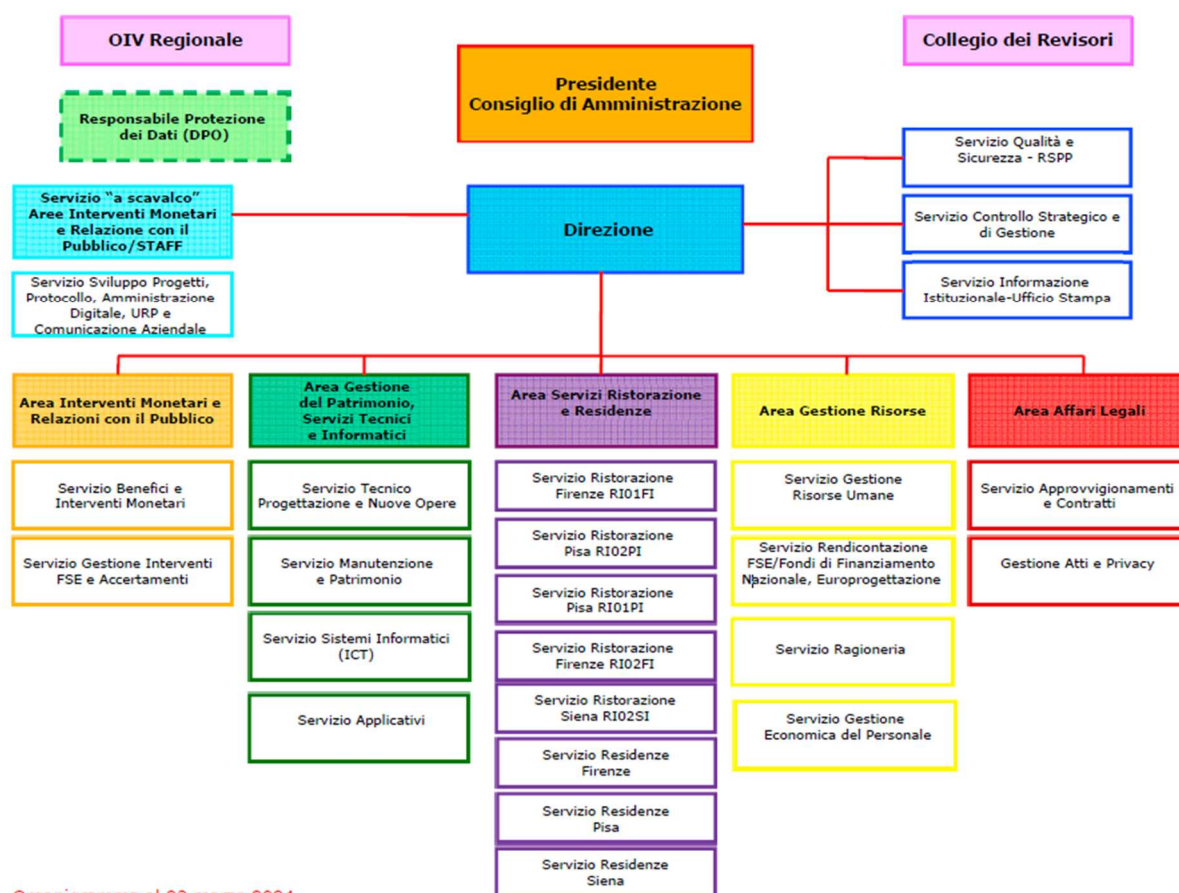 OIV Regionale
Collegio dei Revisori
Presidente
Consiglio di Amministrazione
Responsabile Protezione
dei Dati (DPO)
Servizio Qualità e
Sicurezza - RSPP
Servizio "a scavalco"
Aree Interventi Monetari
e Relazione con il
Pubblico/STAFF
Direzione
Servizio Controllo Strategico e
di Gestione
Servizio Sviluppo Progetti,
Protocollo, Amministrazione
Digitale, URP e
Comunicazione Aziendale
Servizio Informazione
Istituzionale-Ufficio Stampa
Area Interventi Monetari e
Relazioni con il Pubblico
Servizio Benefici e
Interventi Monetari
Servizio Gestione Interventi
FSE e Accertamenti
Area Gestione
del Patrimonio,
Servizi Tecnici
e Informatici
Servizio Tecnico
Progettazione e Nuove Opere
Servizio Manutenzione
e Patrimonio
Servizio Sistemi Informatici
(ICT)
Servizio Applicativi
Area Servizi Ristorazione
e Residenze
Servizio Ristorazione
Firenze RI01FI
Servizio Ristorazione
Pisa RI02PI
Servizio Ristorazione
Pisa RI01PI
Servizio Ristorazione
Firenze RI02FI
Servizio Ristorazione
Siena RI02SI
Servizio Residenze
Firenze
Servizio Residenze
Pisa
Servizio Residenze
Siena
Area Gestione Risorse
Servizio Gestione
Risorse Umane
Servizio Rendicontazione
FSE/Fondi di Finanziamento
Nazionale, Europrogettazione
Servizio Ragioneria
Servizio Gestione
Economica del Personale
Area Affari Legali
Servizio Approvvigionamenti
e Contratti
Gestione Atti e Privacy